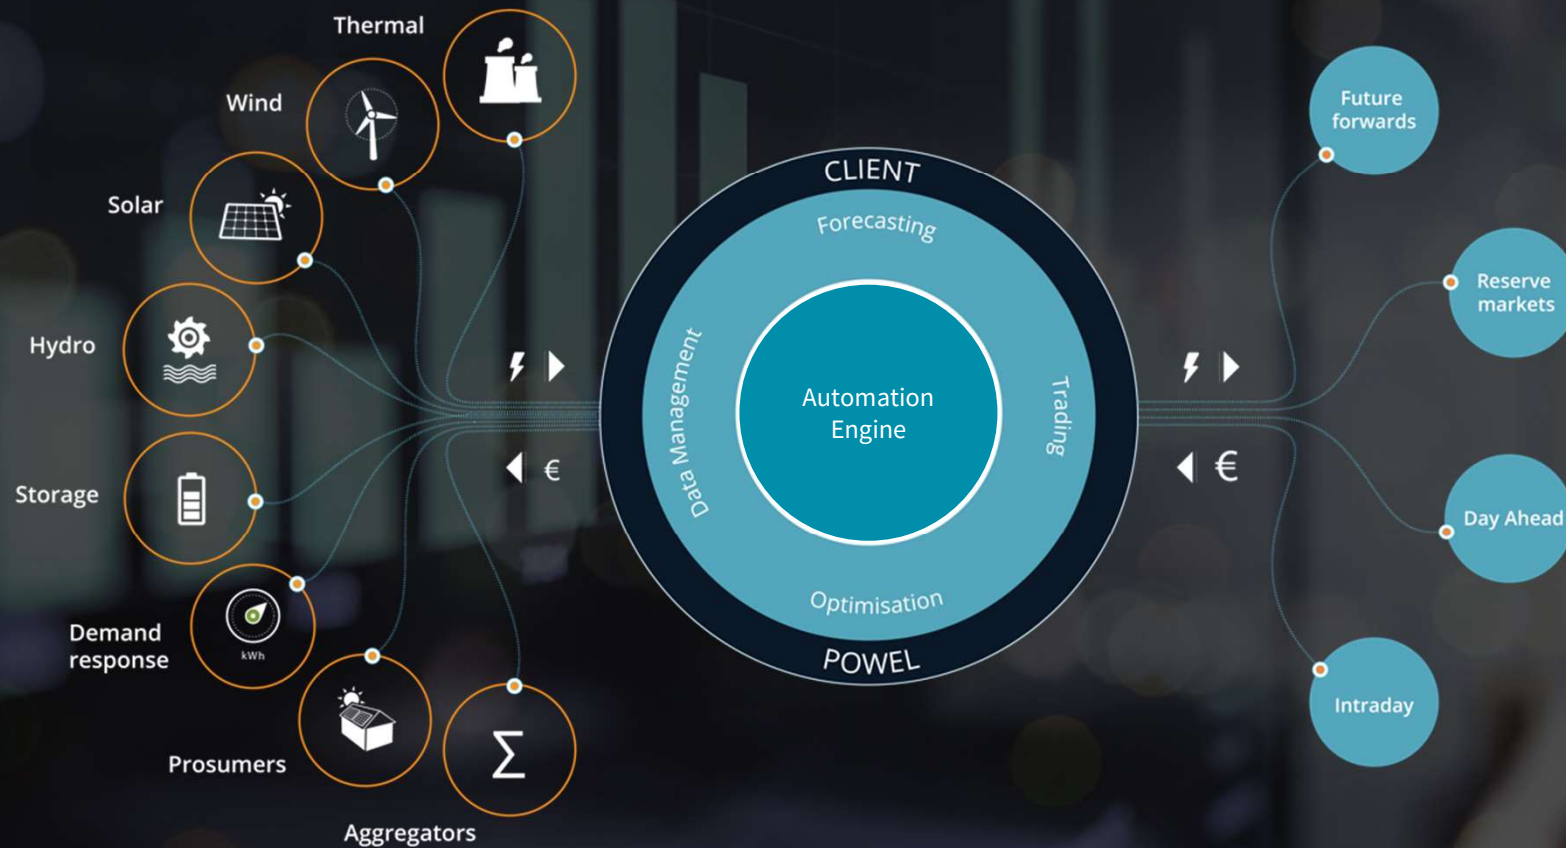 Thermal
Wind
Solar
Hydro
Storage
Demand
response
kWh
Prosumers
Σ
Aggregators
€
CLIENT
Forecasting
Data Management
Automation
Engine
Trading
Optimisation
POWEL
€
Future
forwards
Reserve
markets
Day Ahead
Intraday